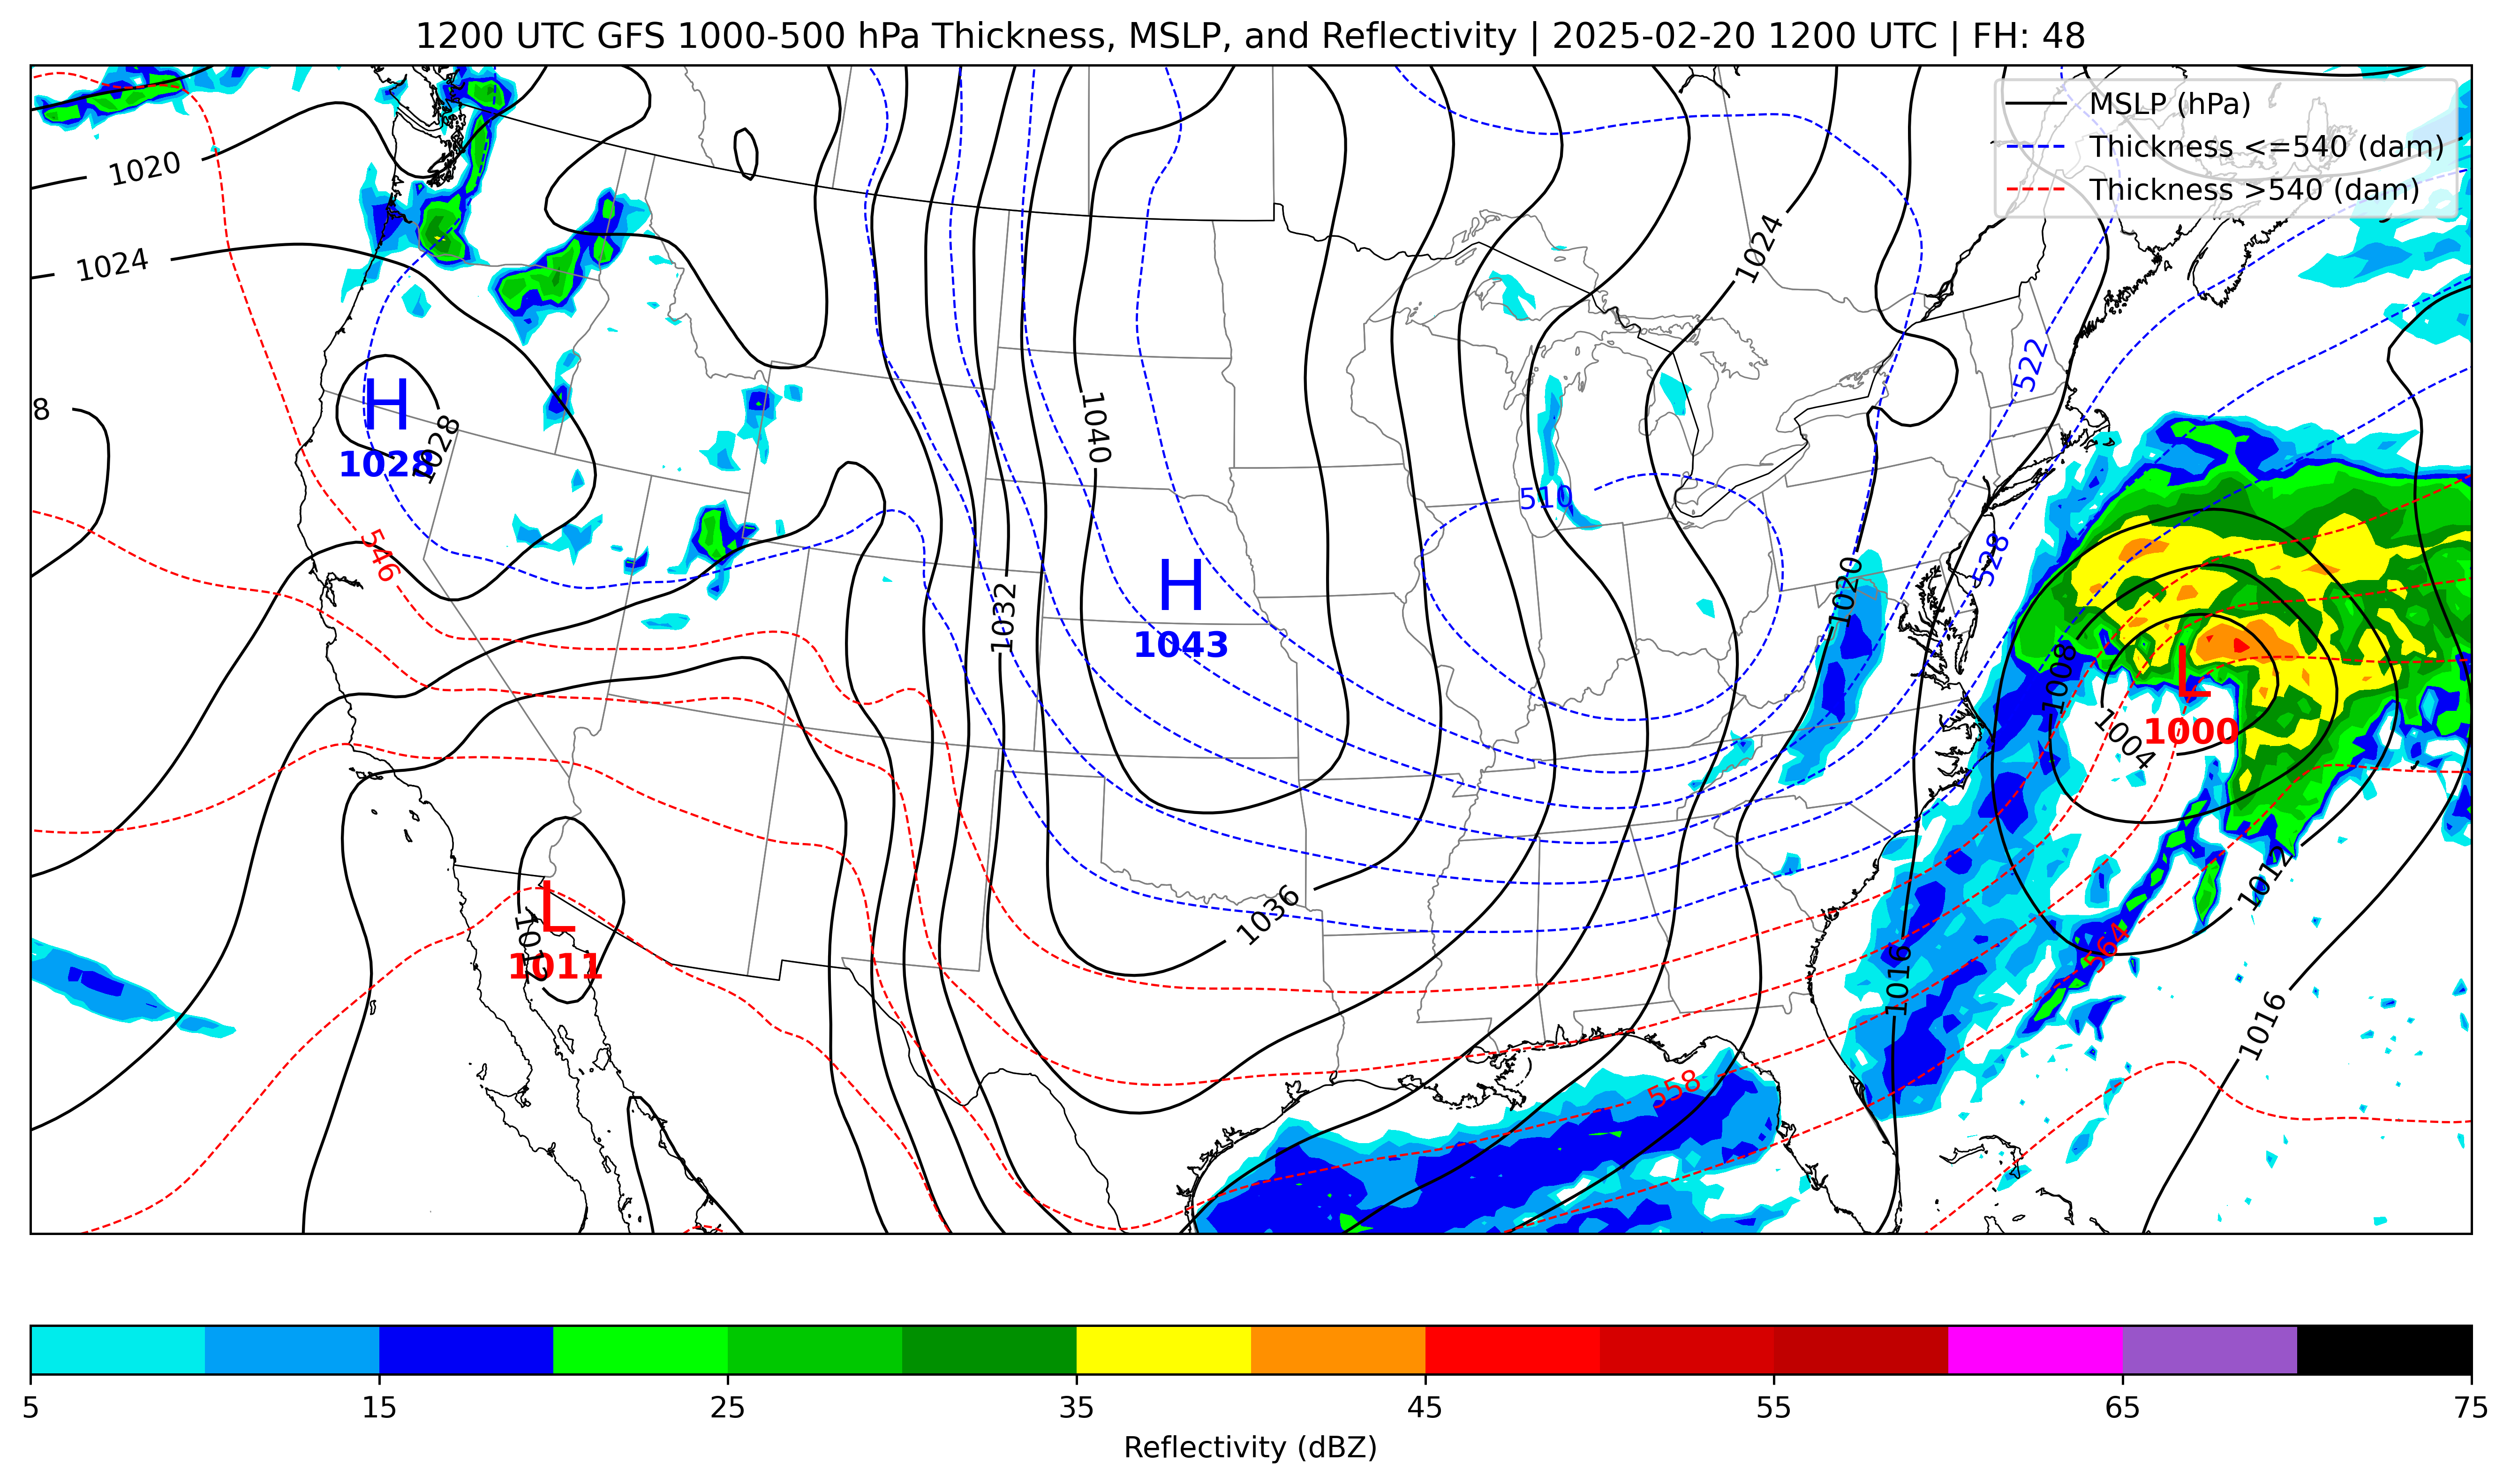 1200 UTC GFS 1000-500 hPa Thickness, MSLP, and Reflectivity | 2025-02-20 1200 UTC | FH: 48
MSLP (hPa)
Thickness <=540 (dam)
Thickness >540 (dam)
1020
1024
1024
522
8
H
1028
1028
1040
510
546
528
H
1043
1032
1020
1008
L
1000
1004
1012
1036
L
1012
1011
564
1016
1016
558
5 15 25 35 45 55 65 75
Reflectivity (dBZ)